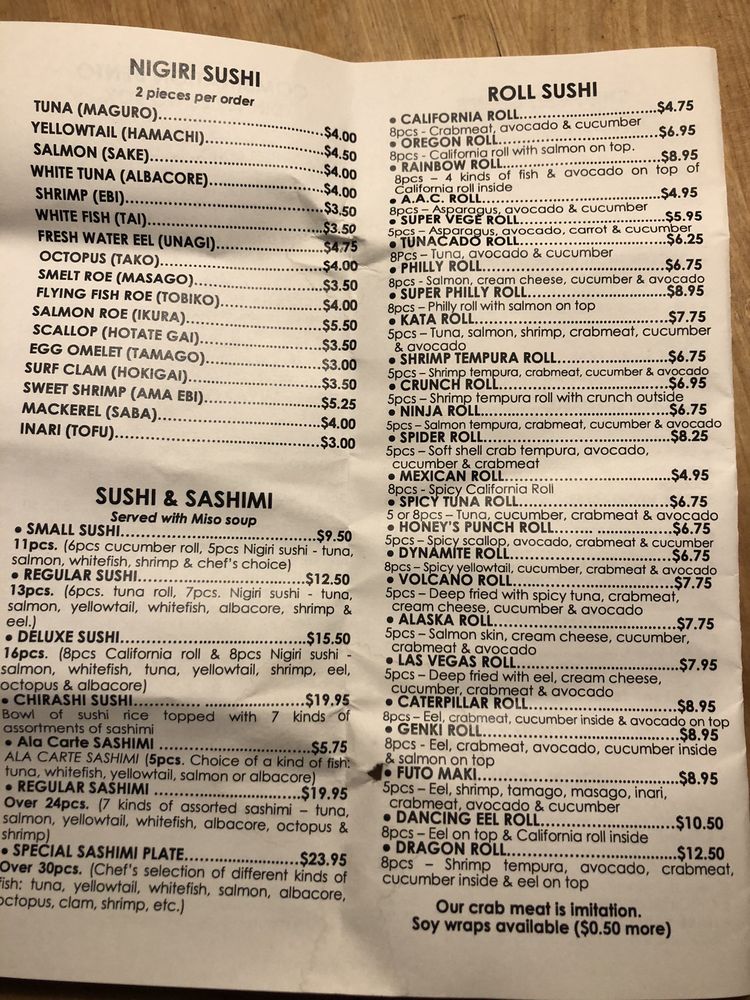 NIGIRI SUSHI
2 pieces per order
TUNA (MAGURO)........................................$4.00
YELLOWTAIL (HAMACHI)........................$4.50
SALMON (SAKE)........................................$4.00
WHITE TUNA (ALBACORE)......................$4.00
SHRIMP (EBI)..............................................$3.50
WHITE FISH (TAI)........................................$3.50
FRESH WATER EEL (UNAGI)....................$4.75
OCTOPUS (TAKO)....................................$4.00
SMELT ROE (MASAGO)..........................$3.50
FLYING FISH ROE (TOBIKO)....................$4.00
SALMON ROE (IKURA)............................$5.50
SCALLOP (HOTATE GAI)........................$3.50
EGG OMELET (TAMAGO)......................$3.00
SURF CLAM (HOKIGAI)..........................$3.50
SWEET SHRIMP (AMA EBI)......................$5.25
MACKEREL (SABA)..................................$4.00
INARI (TOFU)............................................$3.00
SUSHI & SASHIMI
Served with Miso soup
• SMALL SUSHI........................................$9.50
11pcs. (6pcs cucumber roll, 5pcs Nigiri sushi - tuna,
salmon, whitefish, shrimp & chef's choice)
• REGULAR SUSHI..................................$12.50
13pcs. (6pcs. tuna roll, 7pcs. Nigiri sushi - tuna,
salmon, yellowtail, whitefish, albacore, shrimp &
eel.)
• DELUXE SUSHI......................................$15.50
16pcs. (8pcs California roll & 8pcs Nigiri sushi -
salmon, whitefish, tuna, yellowtail, shrimp, eel,
octopus & albacore)
• CHIRASHI SUSHI.......... ......................$19.95
Bowl of sushi rice topped with 7 kinds of
assortments of sashimi
• Ala Carte SASHIMI ..............................$5.75
ALA CARTE SASHIMI (5pcs. Choice of a kind of fish:
tuna, whitefish, yellowtail, salmon or albacore)
• REGULAR SASHIMI ..............................$19.95
Over 24pcs. (7 kinds of assorted sashimi – tuna,
salmon, yellowtail, whitefish, albacore, octopus &
shrimp)
• SPECIAL SASHIMI PLATE......................$23.95
Over 30pcs. (Chef's selection of different kinds of
fish: tuna, yellowtail, whitefish, salmon, albacore,
octopus, clam, shrimp, etc.)
ROLL SUSHI
• CALIFORNIA ROLL..............................$4.75
8pcs - Crabmeat, avocado & cucumber
• OREGON ROLL....................................$6.95
8pcs - California roll with salmon on top.
• RAINBOW ROLL..................................$8.95
8pcs – 4 kinds of fish & avocado on top of
California roll inside
• A.A.C. ROLL........................................$4.95
8pcs – Asparagus, avocado & cucumber
• SUPER VEGE ROLL..............................$5.95
5pcs - Asparagus, avocado, carrot & cucumber
• TUNACADO ROLL..............................$6.25
8Pcs – Tuna, avocado & cucumber
• PHILLY ROLL........................................$6.75
8pcs - Salmon, cream cheese, cucumber & avocado
• SUPER PHILLY ROLL............................$8.95
8pcs – Philly roll with salmon on top
• KATA ROLL..........................................$7.75
5pcs – Tuna, salmon, shrimp, crabmeat, cucumber
& avocado
• SHRIMP TEMPURA ROLL......................$6.75
5pcs – Shrimp tempura, crabmeat, cucumber & avocado
• CRUNCH ROLL....................................$6.95
5pcs – Shrimp tempura roll with crunch outside
• NINJA ROLL........................................$6.75
5pcs – Salmon tempura, crabmeat, cucumber & avocado
• SPIDER ROLL........................................$8.25
5pcs – Soft shell crab tempura, avocado,
cucumber & crabmeat
• MEXICAN ROLL..................................$4.95
8pcs - Spicy California Roll
• SPICY TUNA ROLL..............................$6.75
5 or 8pcs – Tuna, cucumber, crabmeat & avocado
• HONEY'S PUNCH ROLL......................$6.75
5pcs – Spicy scallop, avocado, crabmeat & cucumber
• DYNAMITE ROLL................................$6.75
8pcs – Spicy yellowtail, cucumber, crabmeat & avocado
• VOLCANO ROLL................................$7.75
5pcs – Deep fried with spicy tuna, crabmeat,
cream cheese, cucumber & avocado
• ALASKA ROLL....................................$7.75
5pcs – Salmon skin, cream cheese, cucumber,
crabmeat & avocado
• LAS VEGAS ROLL................................$7.95
5pcs – Deep fried with eel, cream cheese,
cucumber, crabmeat & avocado
• CATERPILLAR ROLL..............................$8.95
8pcs – Eel, crabmeat, cucumber inside & avocado on top
• GENKI ROLL........................................$8.95
8pcs - Eel, crabmeat, avocado, cucumber inside
& salmon on top
• FUTO MAKI..........................................$8.95
5pcs – Eel, shrimp, tamago, masago, inari,
crabmeat, avocado & cucumber
• DANCING EEL ROLL............................$10.50
8pcs – Eel on top & California roll inside
• DRAGON ROLL..................................$12.50
8pcs – Shrimp tempura, avocado, crabmeat,
cucumber inside & eel on top
Our crab meat is imitation.
Soy wraps available ($0.50 more)